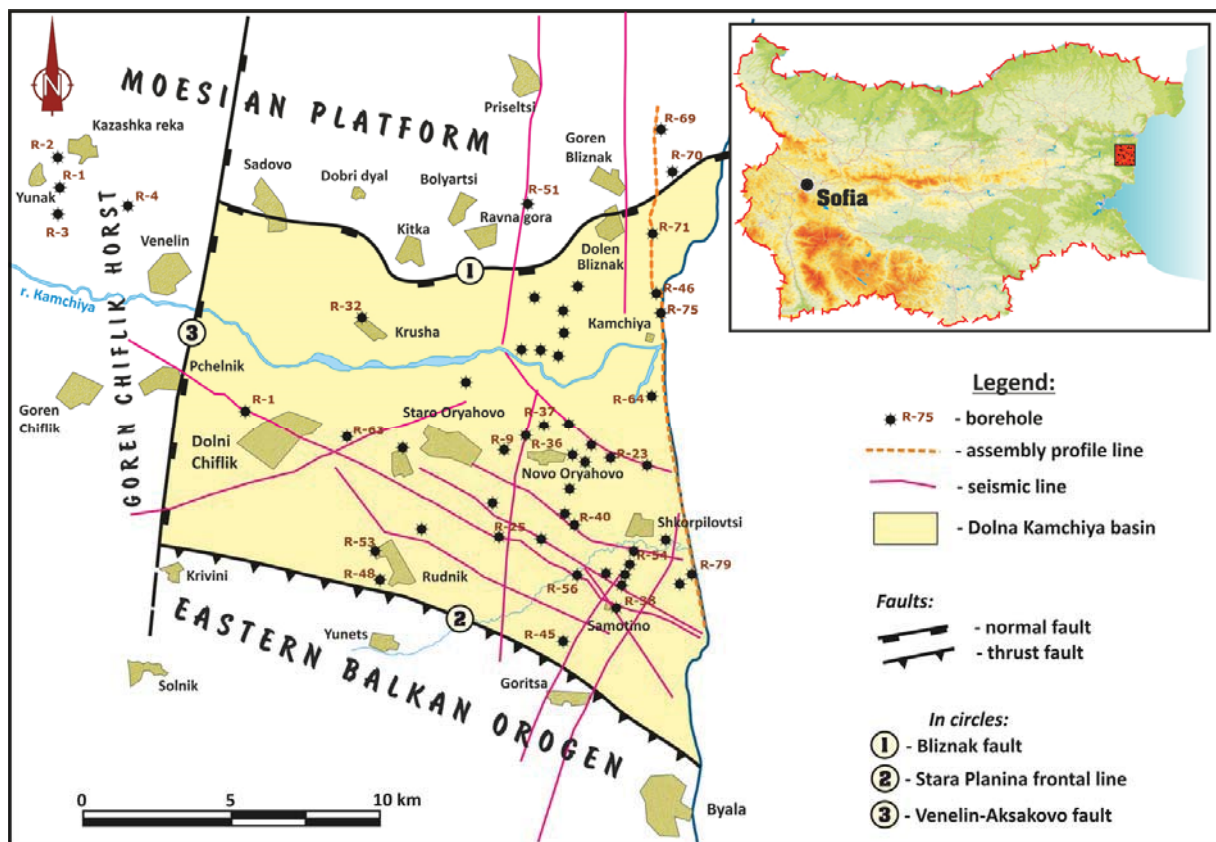 N
MOESIAN PLATFORM
Kazashka reka
R-2
R-1
Yunak
R-3
R-4
Venelin
Sadovo
Dobri dyal
Bolyartsi
Kitka
Ravna gora
Priseltsi
R-51
Goren
Bliznak
R-69
R-70
R-71
Dolen
Bliznak
1
R-46
R-75
Kamchiya
r. Kamchiya
3
R-32
Krusha
GOREN CHIFLIK HORST
Pchelnik
Goren
Chiflik
R-1
Dolni
Chiflik
R-63
Staro Oryahovo
R-64
R-37
R-9
R-36
R-23
Novo Oryahovo
R-40
R-25
Shkorpilovtsi
R-54
R-79
R-56
R-38
Samotino
R-53
R-48
Rudnik
Krivini
2
Yunets
R-45
Goritsa
Solnik
EASTERN BALKAN OROGEN
Byala
0 5 10 km
Sofia
Legend:
R-75 - borehole
- assembly profile line
- seismic line
- Dolna Kamchiya basin
Faults:
- normal fault
- thrust fault
In circles:
1 - Bliznak fault
2 - Stara Planina frontal line
3 - Venelin-Aksakovo fault